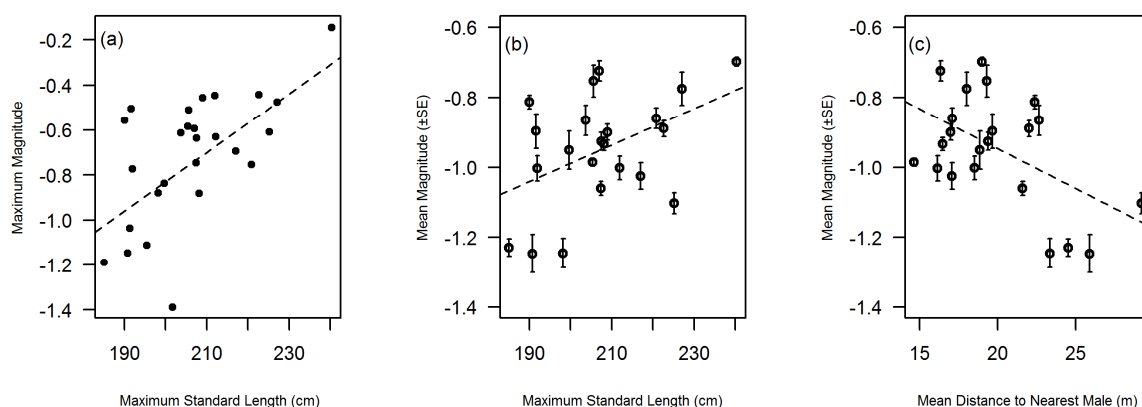 (a)
Maximum Magnitude
-0.2
-0.4
-0.6
-0.8
-1.0
-1.2
-1.4
190 210 230
Maximum Standard Length (cm)
(b)
Mean Magnitude (±SE)
-0.6
-0.8
-1.0
-1.2
-1.4
190 210 230
Maximum Standard Length (cm)
(c)
Mean Magnitude (±SE)
-0.6
-0.8
-1.0
-1.2
-1.4
15 20 25
Mean Distance to Nearest Male (m)